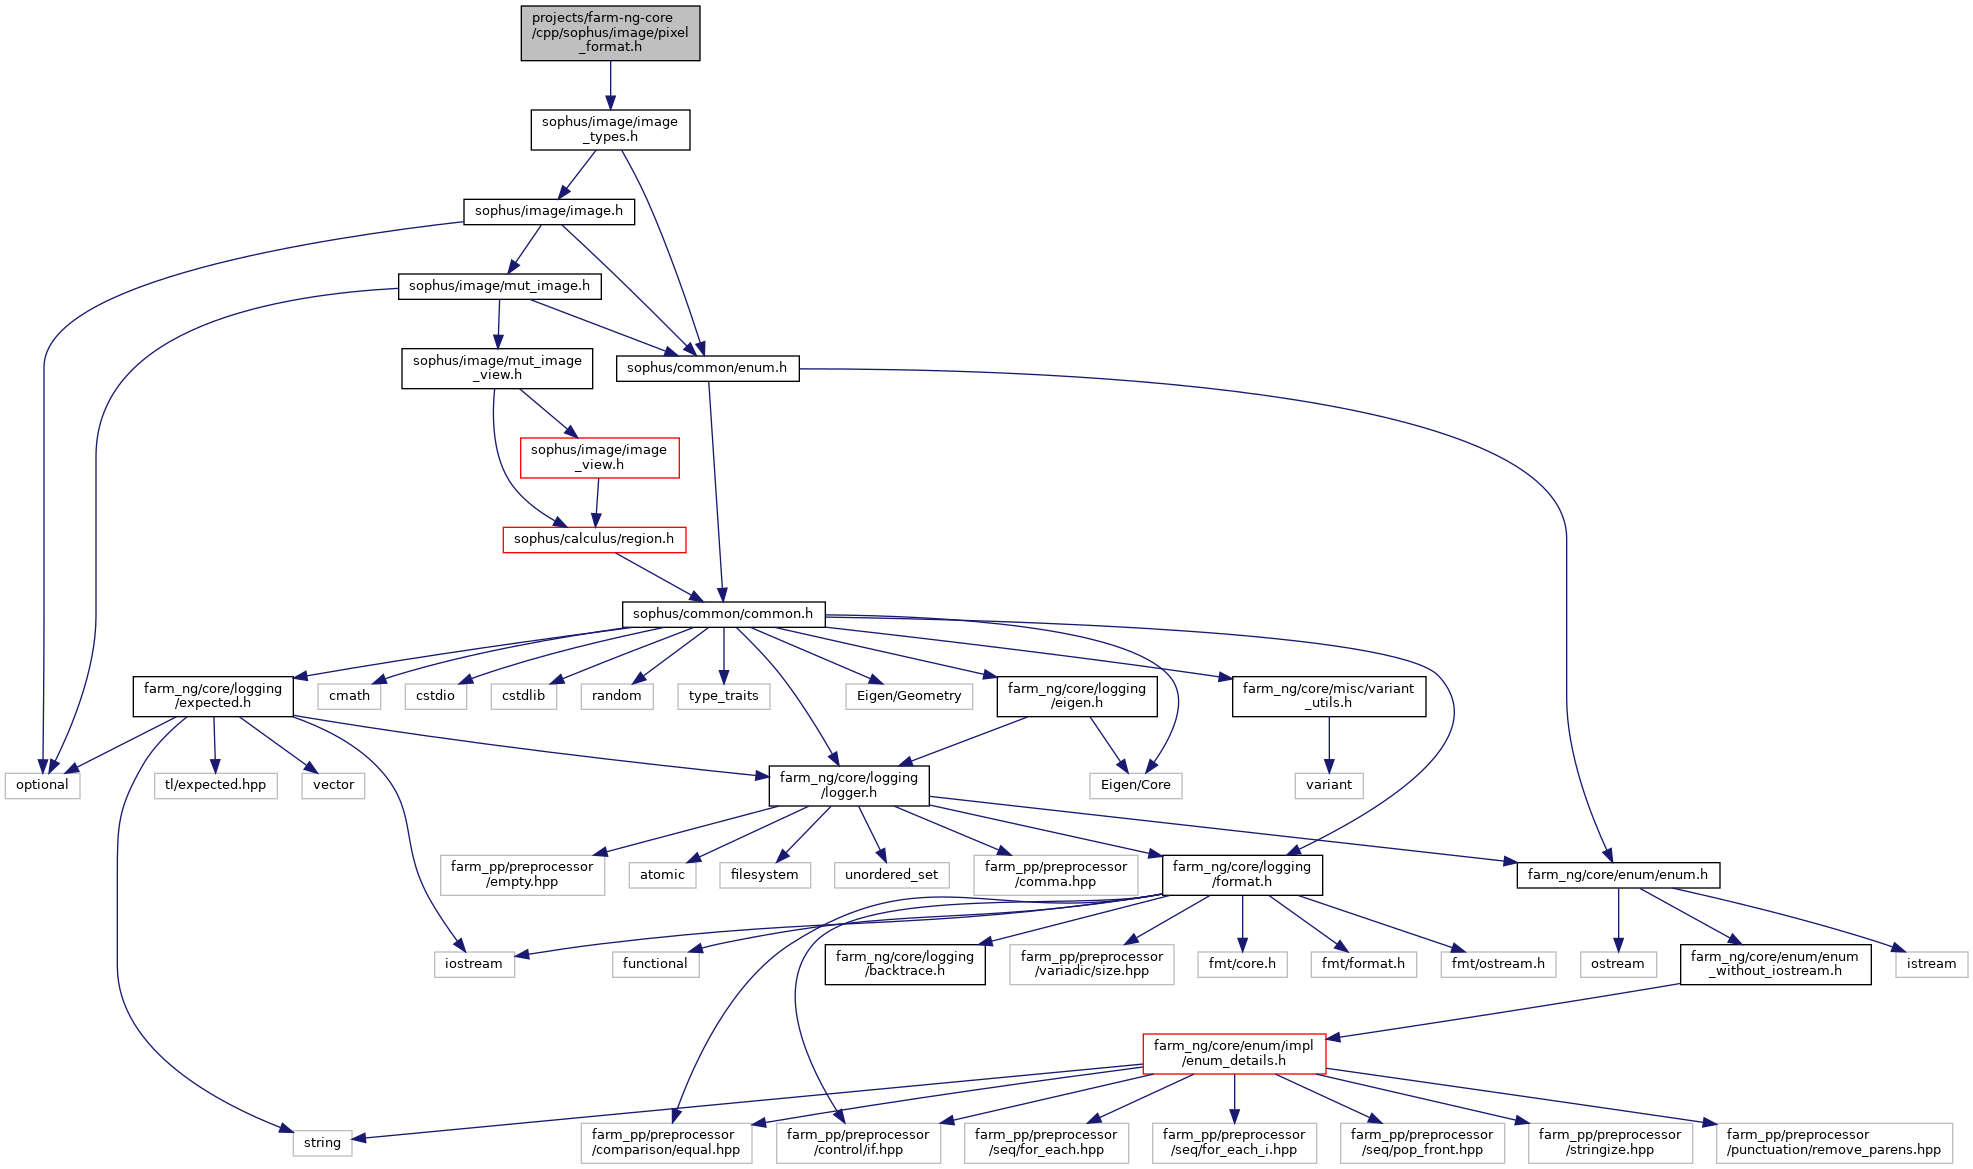 projects/farm-ng-core
/cpp/sophus/image/pixel
_format.h
sophus/image/image
_types.h
sophus/image/image.h
sophus/image/mut_image.h
sophus/image/mut_image
_view.h
sophus/common/enum.h
sophus/image/image
_view.h
sophus/calculus/region.h
sophus/common/common.h
farm_ng/core/logging
/expected.h
cmath
cstdio
cstdlib
random
type_traits
Eigen/Geometry
farm_ng/core/logging
/eigen.h
farm_ng/core/misc/variant
_utils.h
optional
tl/expected.hpp
vector
farm_ng/core/logging
/logger.h
Eigen/Core
variant
farm_pp/preprocessor
/empty.hpp
atomic
filesystem
unordered_set
farm_pp/preprocessor
/comma.hpp
farm_ng/core/logging
/format.h
farm_ng/core/enum/enum.h
iostream
functional
farm_ng/core/logging
/backtrace.h
farm_pp/preprocessor
/variadic/size.hpp
fmt/core.h
fmt/format.h
fmt/ostream.h
ostream
farm_ng/core/enum/enum
_without_iostream.h
istream
farm_ng/core/enum/impl
/enum_details.h
string
farm_pp/preprocessor
/comparison/equal.hpp
farm_pp/preprocessor
/control/if.hpp
farm_pp/preprocessor
/seq/for_each.hpp
farm_pp/preprocessor
/seq/for_each_i.hpp
farm_pp/preprocessor
/seq/pop_front.hpp
farm_pp/preprocessor
/stringize.hpp
farm_pp/preprocessor
/punctuation/remove_parens.hpp